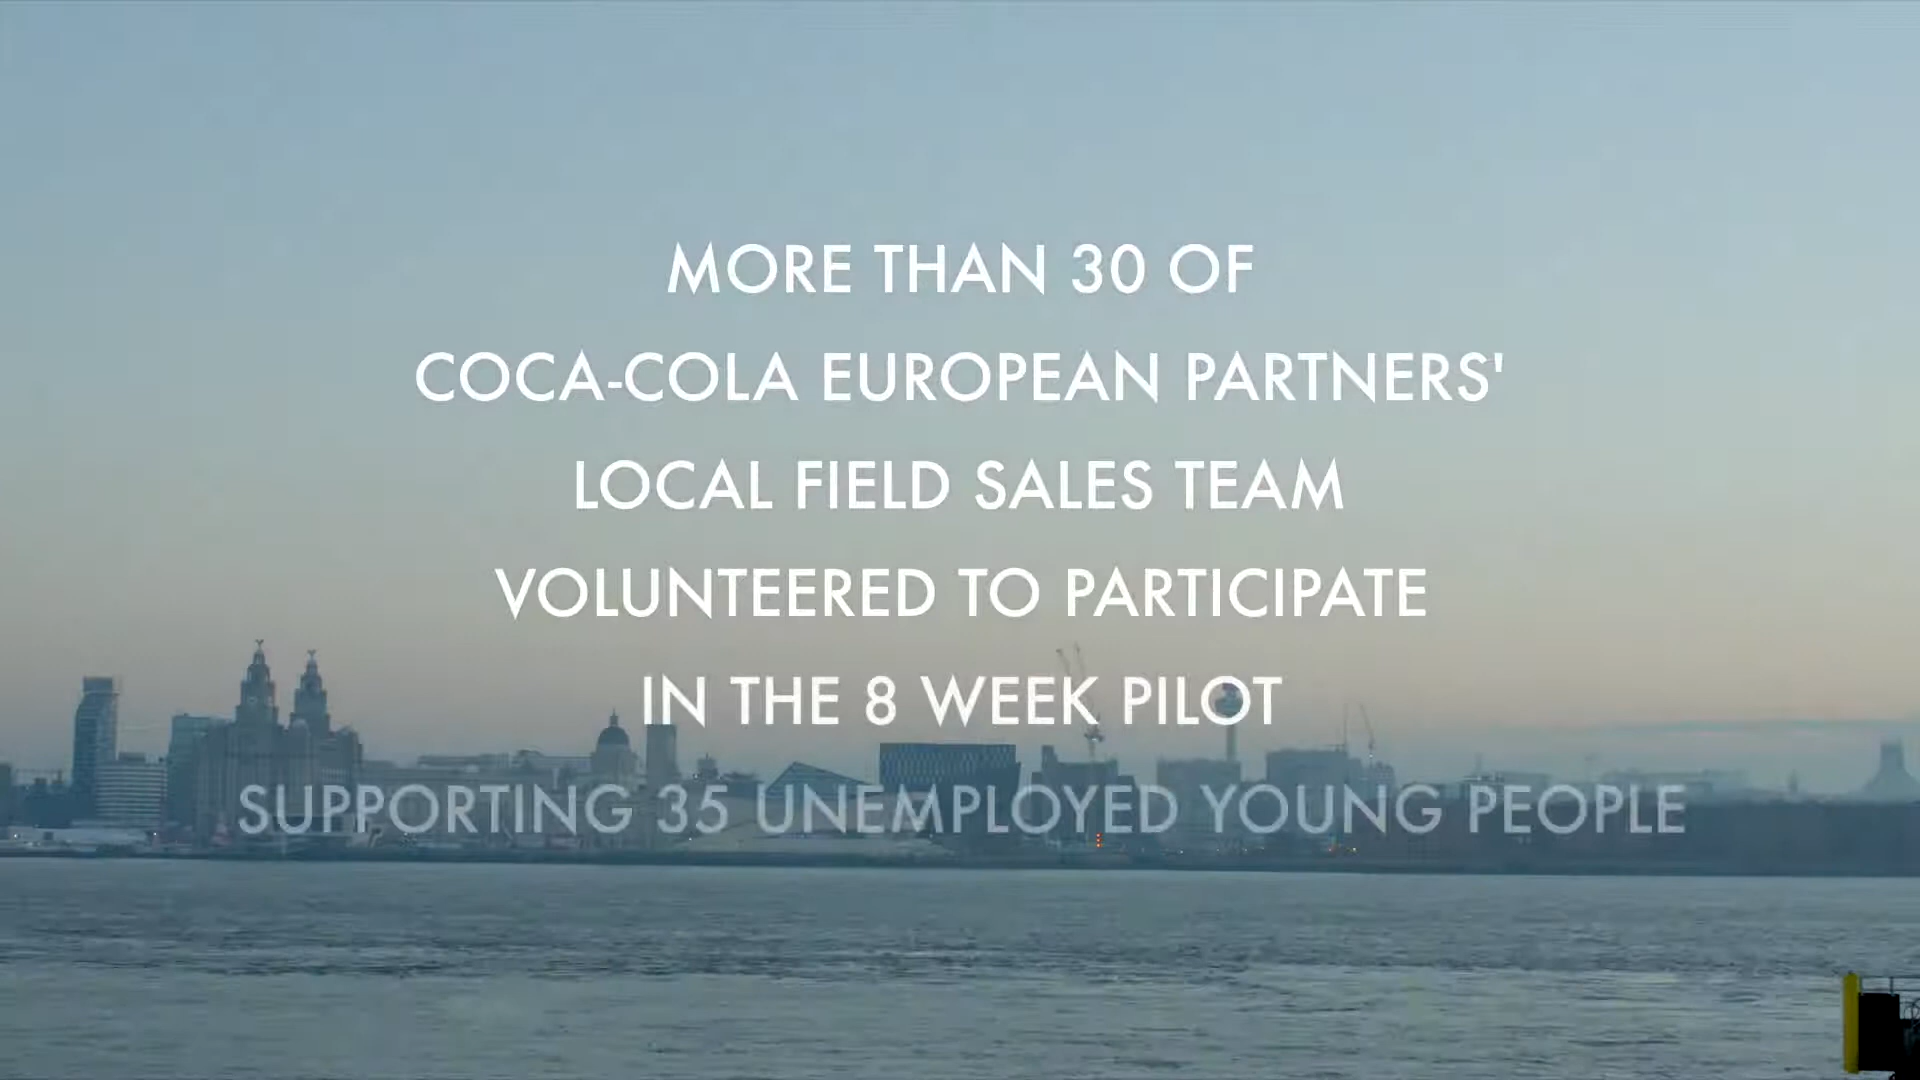 MORE THAN 30 OF
COCA-COLA EUROPEAN PARTNERS'
LOCAL FIELD SALES TEAM
VOLUNTEERED TO PARTICIPATE
IN THE 8 WEEK PILOT
SUPPORTING 35 UNEMPLOYED YOUNG PEOPLE